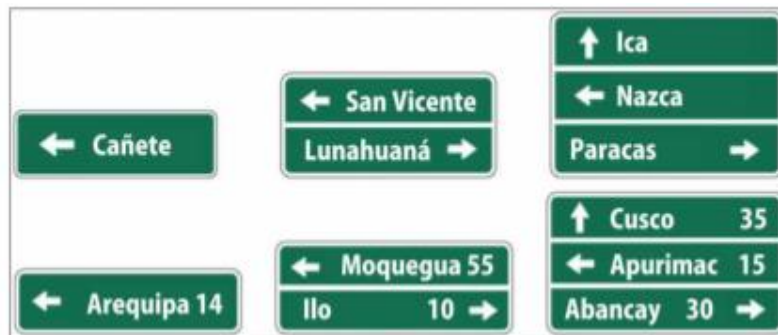 ← Cañete
← San Vicente
Lunahuaná →
↑ Ica
← Nazca
Paracas →
← Arequipa 14
← Moquegua 55
Ilo 10 →
↑ Cusco 35
← Apurimac 15
Abancay 30 →